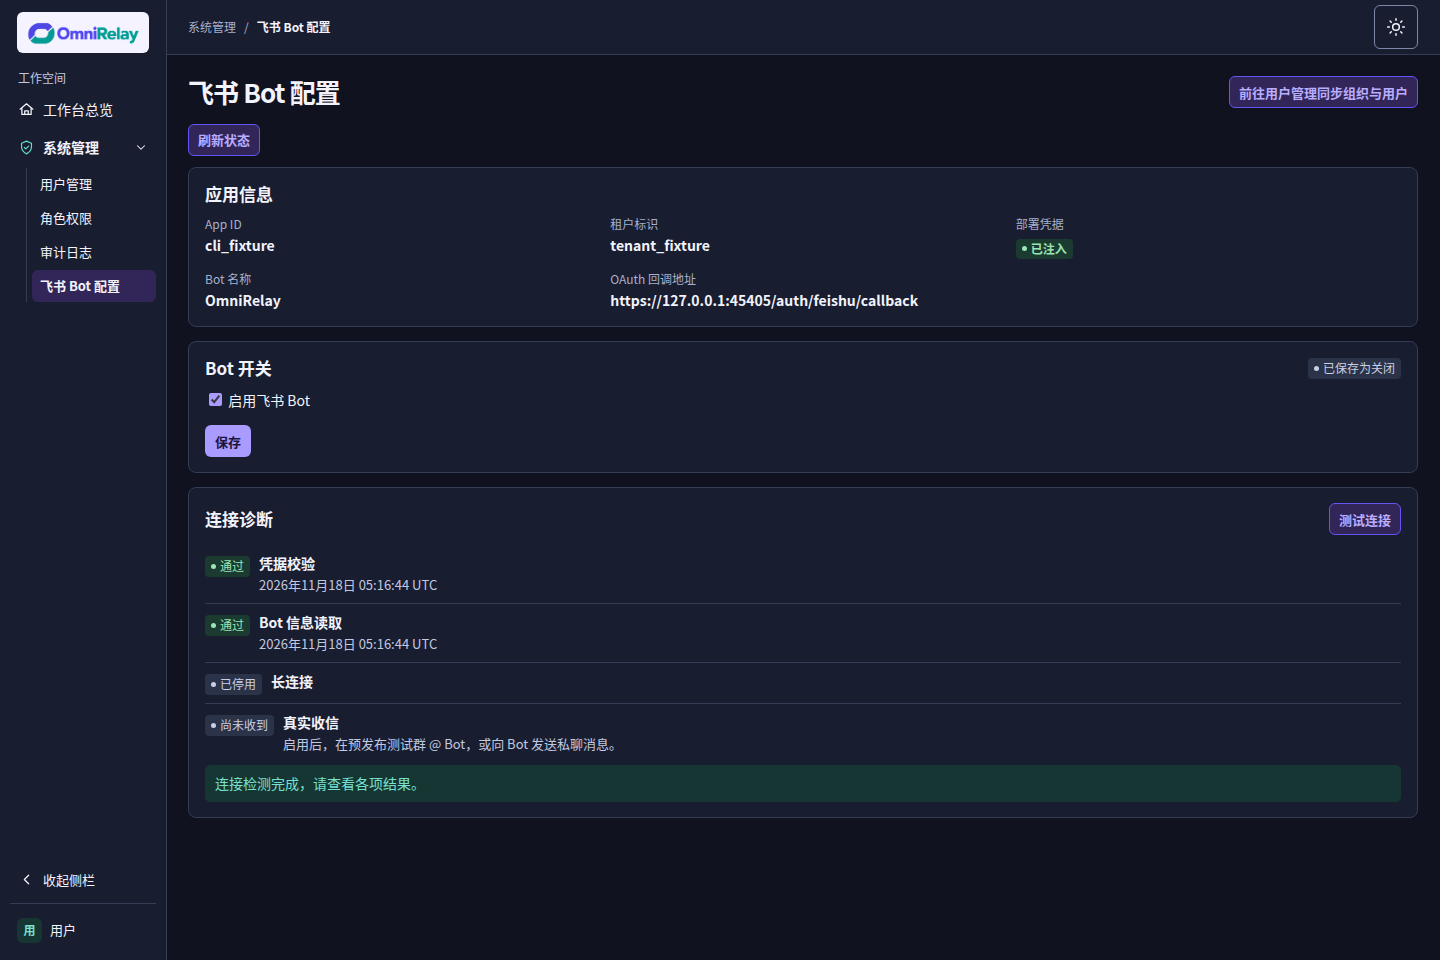 OmniRelay
工作空间
工作台总览
系统管理
用户管理
角色权限
审计日志
飞书 Bot 配置
收起侧栏
用 用户
系统管理 / 飞书 Bot 配置
飞书 Bot 配置
前往用户管理同步组织与用户
刷新状态
应用信息
App ID
cli_fixture
租户标识
tenant_fixture
部署凭据
已注入
Bot 名称
OmniRelay
OAuth 回调地址
https://127.0.0.1:45405/auth/feishu/callback
Bot 开关
已保存为关闭
启用飞书 Bot
保存
连接诊断
测试连接
通过 凭据校验
2026年11月18日 05:16:44 UTC
通过 Bot 信息读取
2026年11月18日 05:16:44 UTC
已停用 长连接
尚未收到 真实收信
启用后，在预发布测试群 @ Bot，或向 Bot 发送私聊消息。
连接检测完成，请查看各项结果。